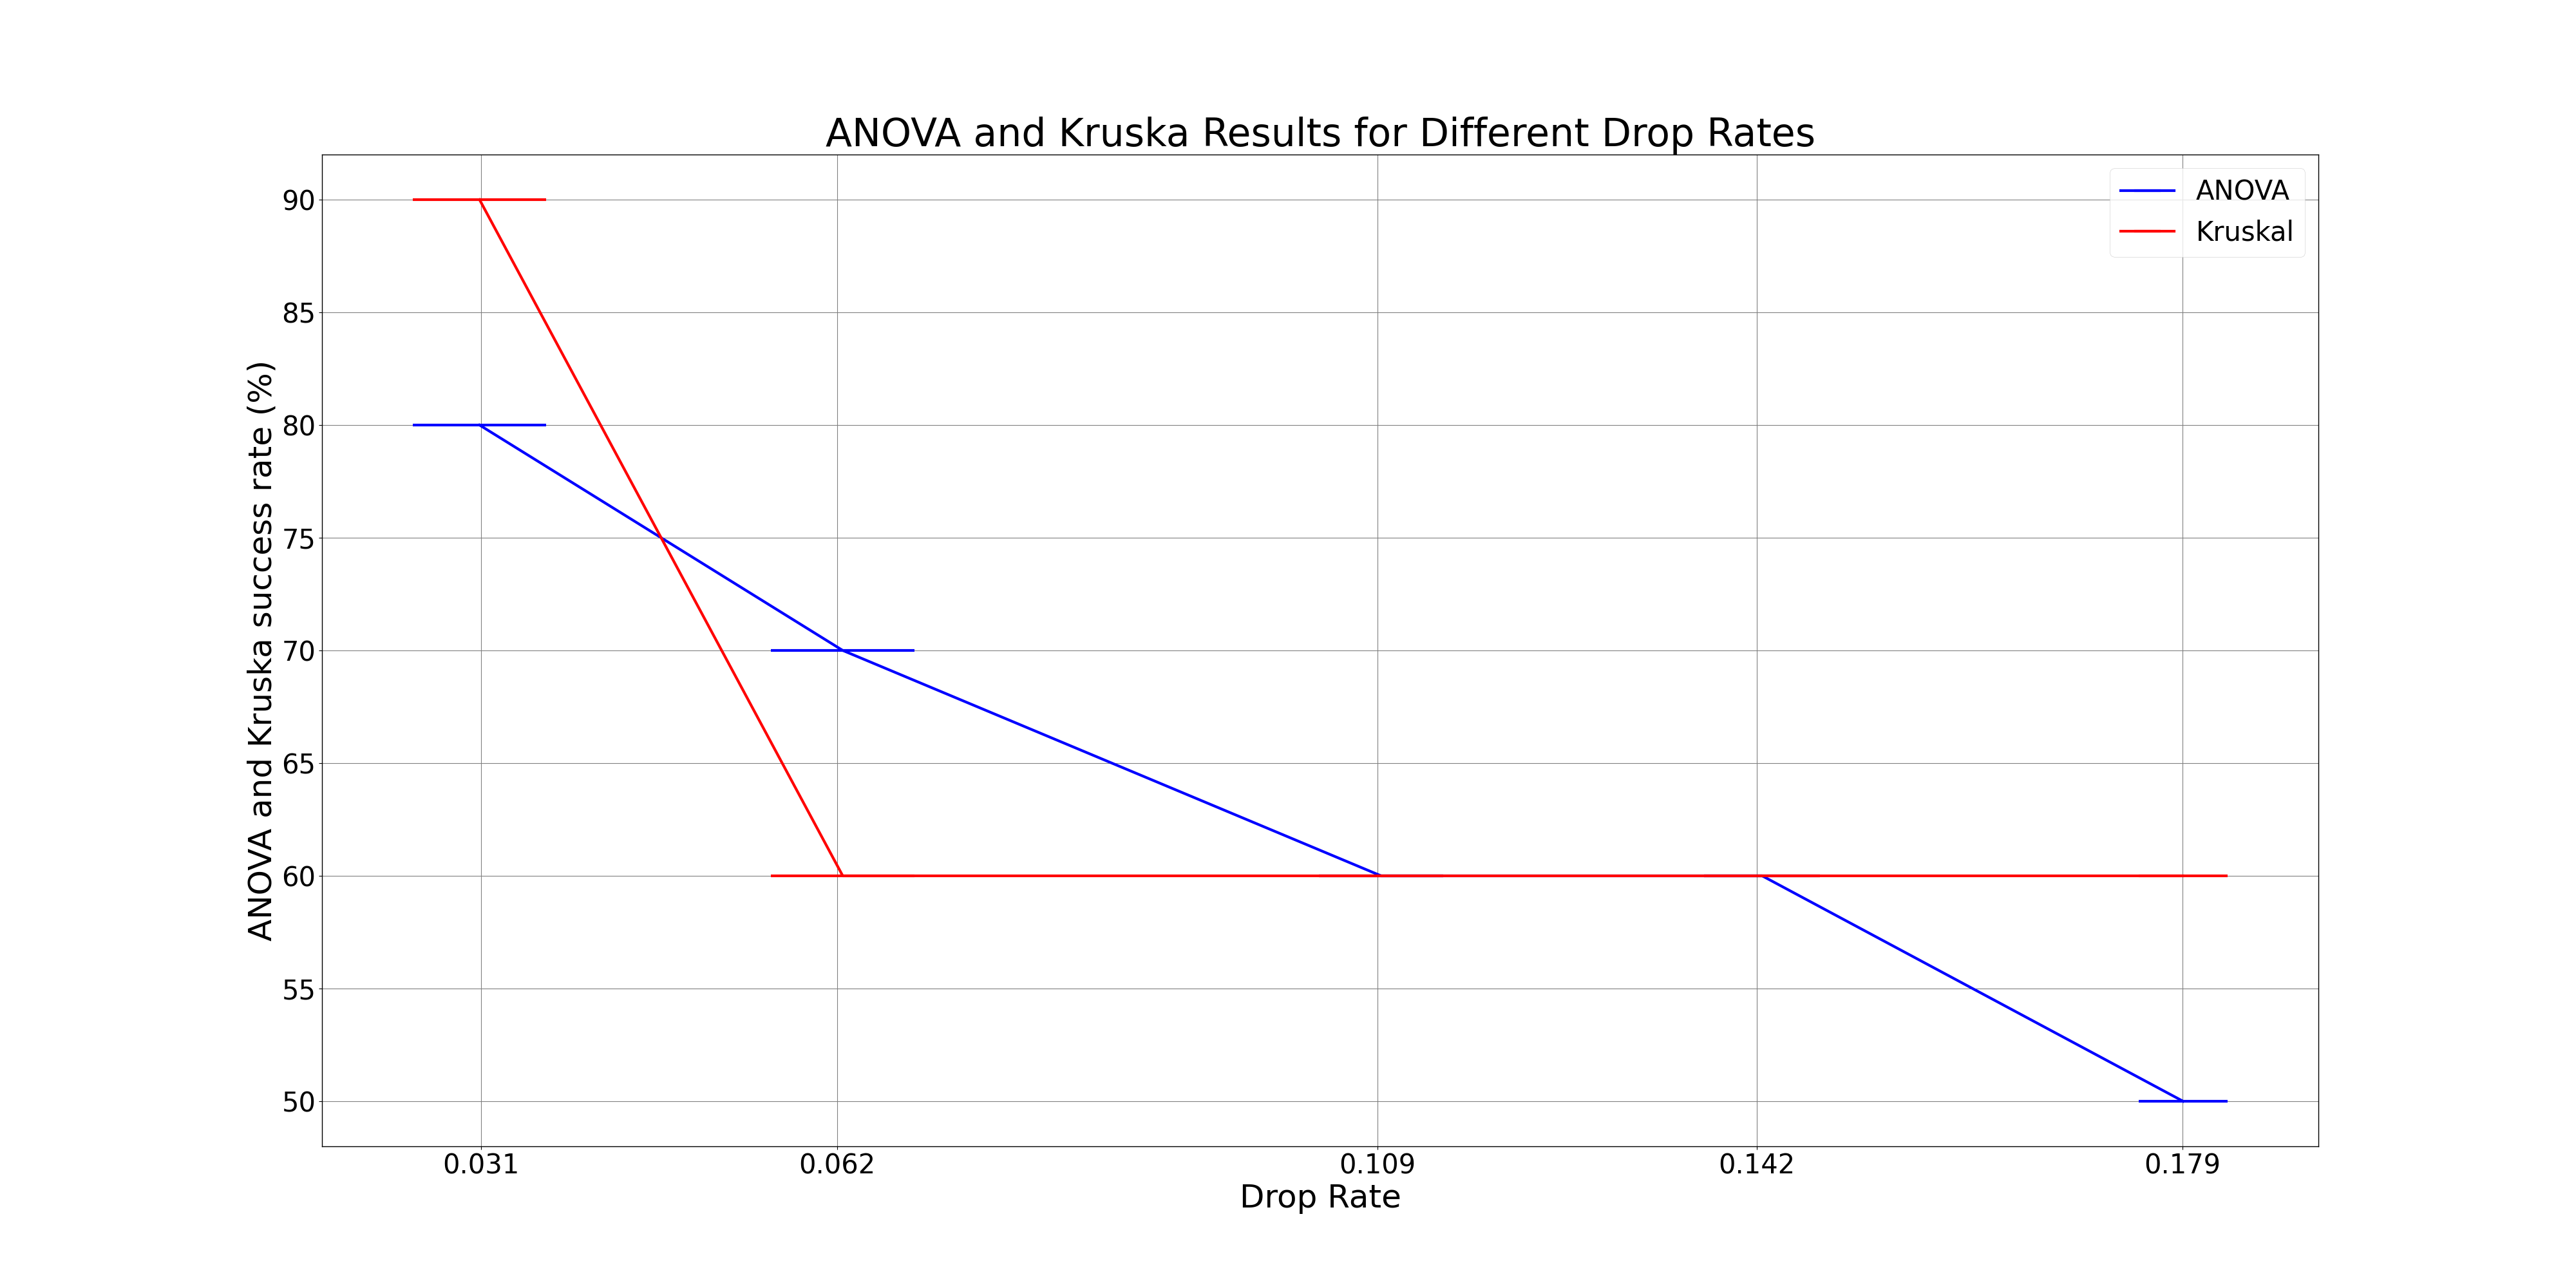 ANOVA and Kruska Results for Different Drop Rates
ANOVA
Kruskal
ANOVA and Kruska success rate (%)
90
85
80
75
70
65
60
55
50
0.031 0.062 0.109 0.142 0.179
Drop Rate